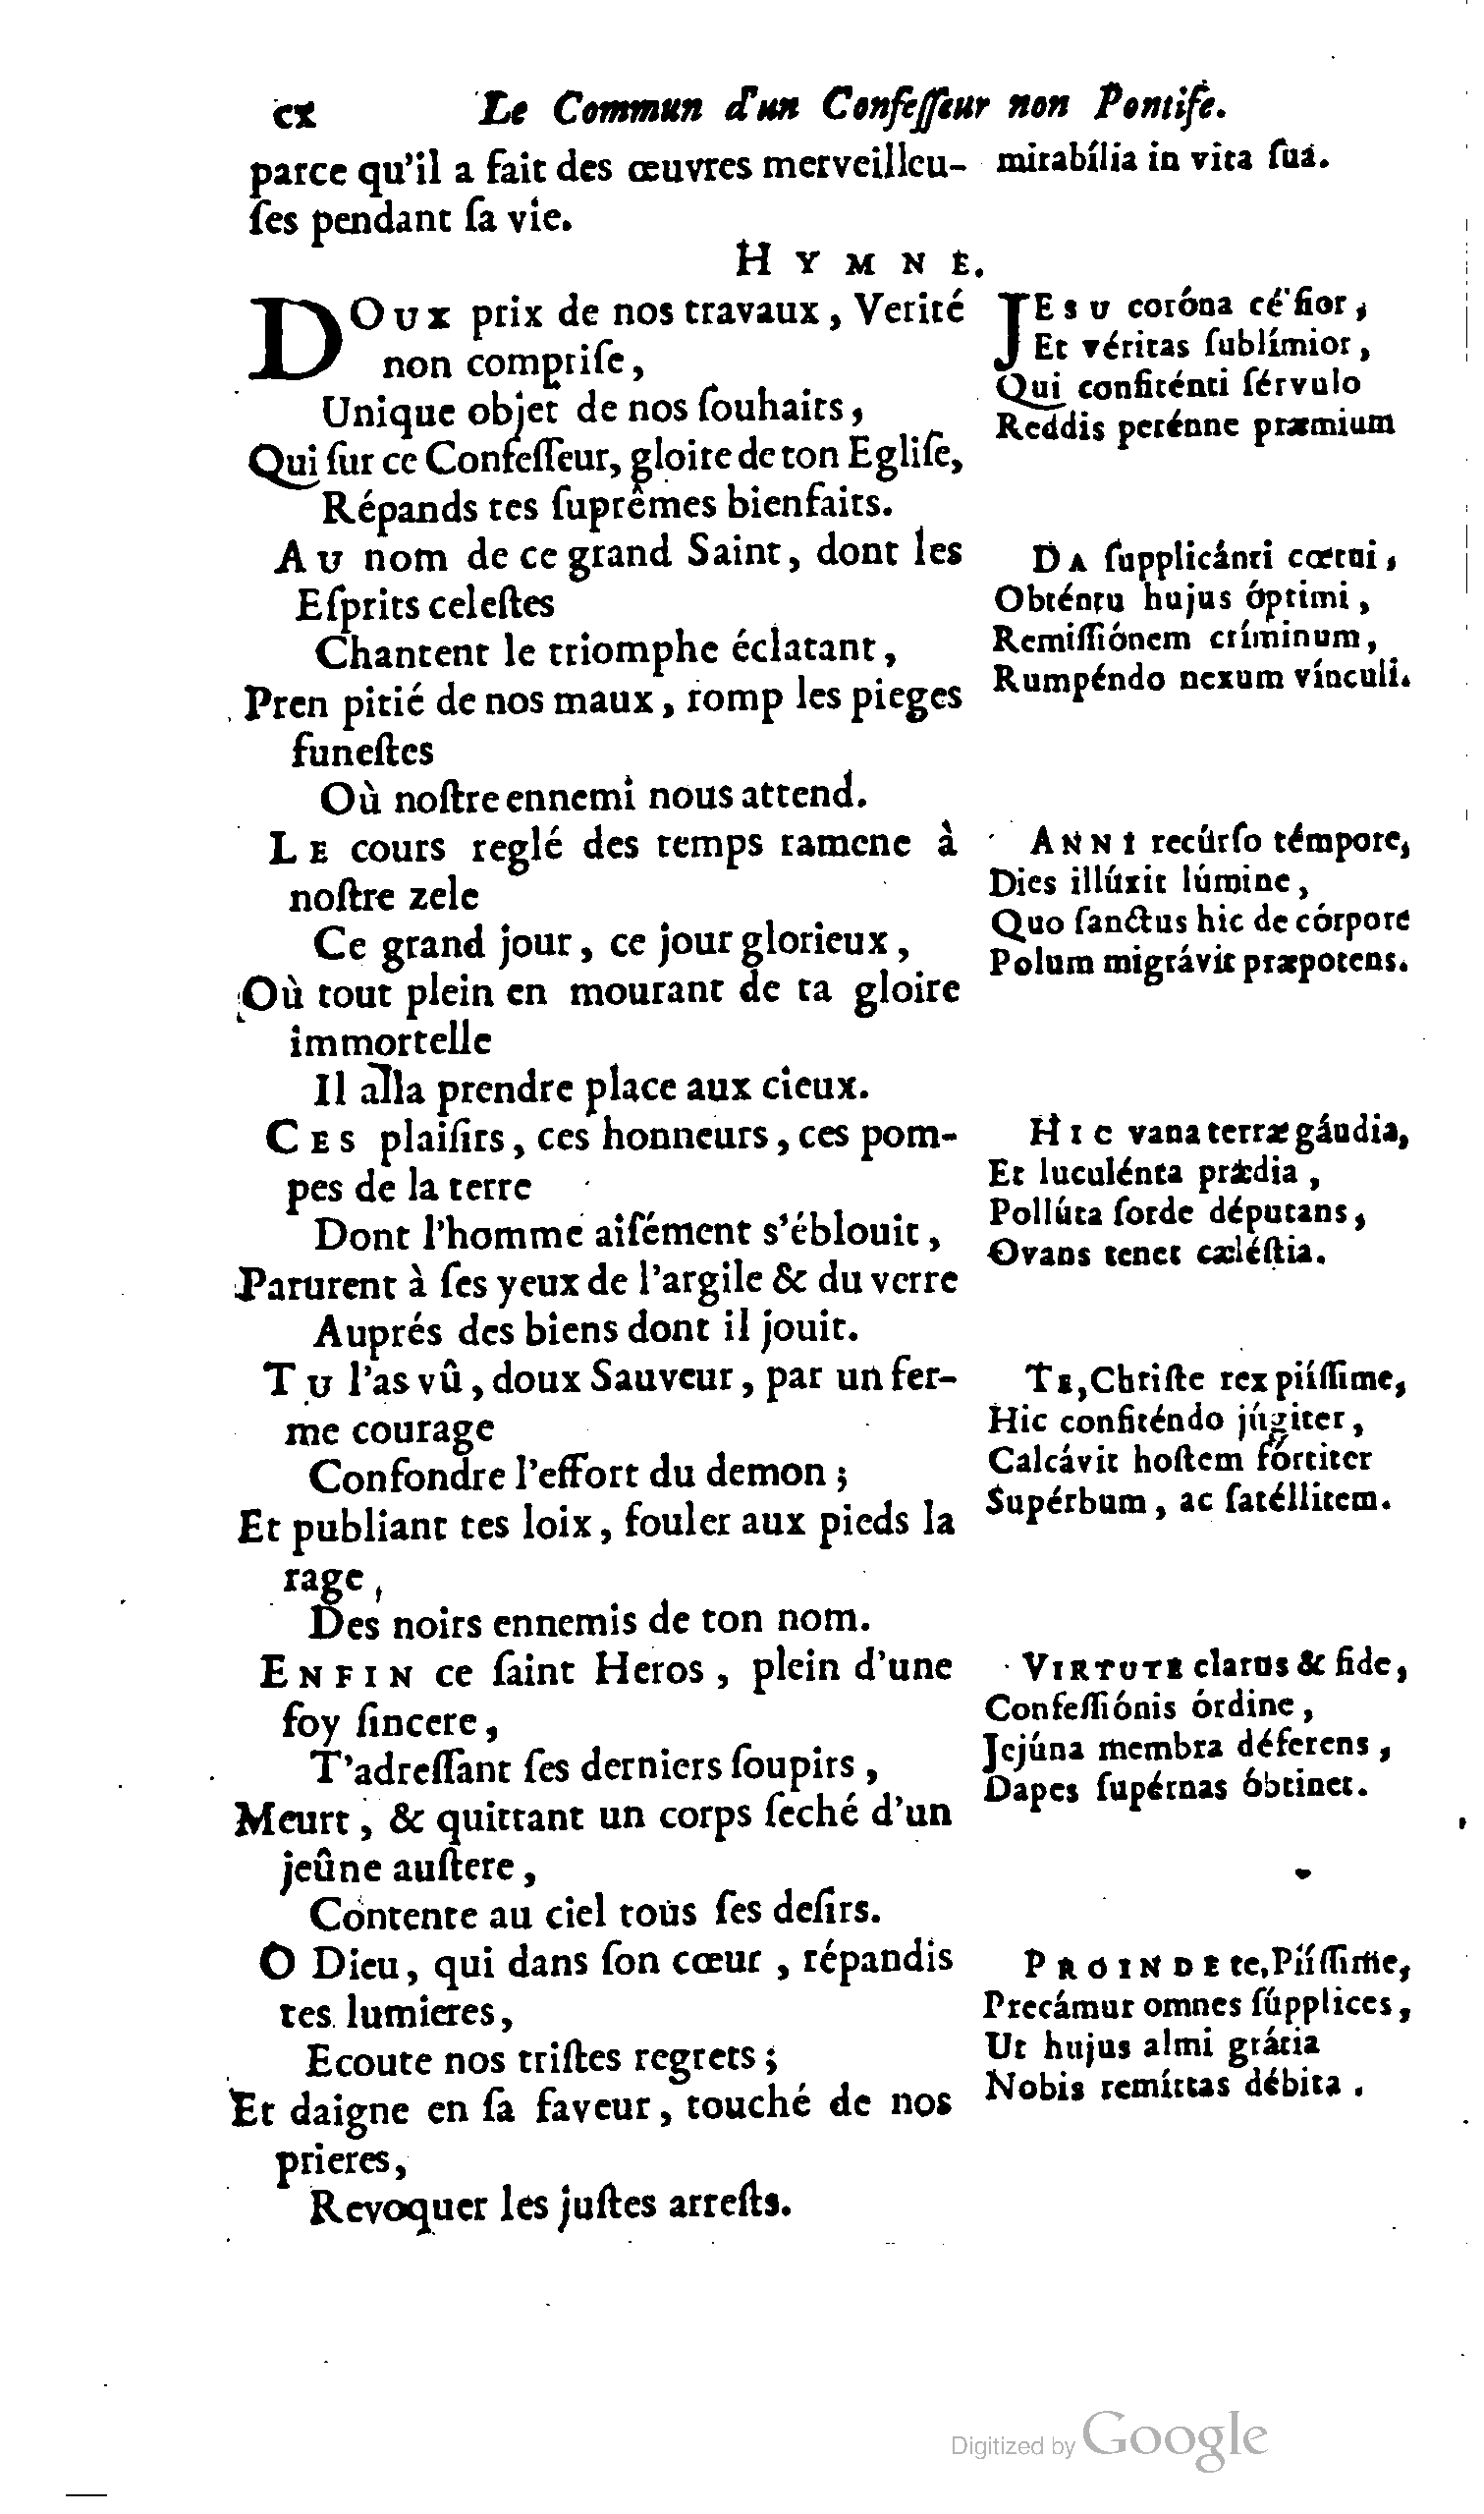 cx Le Commun d'un Confeſſeur non Pontife.
parce qu'il a fait des œuvres merveilleu-
ſes pendant ſa vie.
mirabília in vita ſuâ.
HYMNE.
DOUX prix de nos travaux, Verité
non compriſe,
Unique objet de nos ſouhaits,
Qui ſur ce Confeſſeur, gloire de ton Egliſe,
Répands tes ſuprêmes bienfaits.
AU nom de ce grand Saint, dont les
Eſprits celeſtes
Chantent le triomphe éclatant,
Pren pitié de nos maux, romp les pieges
funeſtes
Où noſtre ennemi nous attend.
LE cours reglé des temps ramene à
noſtre zele
Ce grand jour, ce jour glorieux,
Où tout plein en mourant de ta gloire
immortelle
Il alla prendre place aux cieux.
CES plaiſirs, ces honneurs, ces pom-
pes de la terre
Dont l'homme aiſément s'éblouit,
Parurent à ſes yeux de l'argile & du verre
Auprés des biens dont il jouit.
TU l'as vû, doux Sauveur, par un fer-
me courage
Confondre l'effort du demon;
Et publiant tes loix, fouler aux pieds la
rage,
Des noirs ennemis de ton nom.
ENFIN ce ſaint Heros, plein d'une
foy ſincere,
T'adreſſant ſes derniers ſoupirs,
Meurt, & quittant un corps ſeché d'un
jeûne auſtere,
Contente au ciel tous ſes deſirs.
O Dieu, qui dans ſon cœur, répandis
tes lumieres,
Ecoute nos triſtes regrets;
Et daigne en ſa faveur, touché de nos
prieres,
Revoquer les juſtes arreſts.
JESU coróna célſior,
Et véritas ſublímior,
Qui confiténti ſérvulo
Reddis perénne præmium
DA ſupplicánti cœtui,
Obténtu hujus óptimi,
Remiſſiónem críminum,
Rumpéndo nexum vínculi.
ANNI recúrſo témpore,
Dies illúxit lúmine,
Quo ſanctus hic de córpore
Polum migrávit præpotens.
HIC vana terræ gáudia,
Et luculénta prædia,
Pollúta ſorde députans,
Ovans tenet cæléſtia.
TE, Chriſte rex piíſſime,
Hic confiténdo júgiter,
Calcávit hoſtem fórtiter
Supérbum, ac ſatéllitem.
VIRTUTE clarus & fide,
Confeſſiónis órdine,
Jejúna membra déferens,
Dapes ſupérnas óbtinet.
PROINDE te, Piíſſime,
Precámur omnes ſúpplices,
Ut hujus almi grátia
Nobis remíttas débita.
Digitized by Google